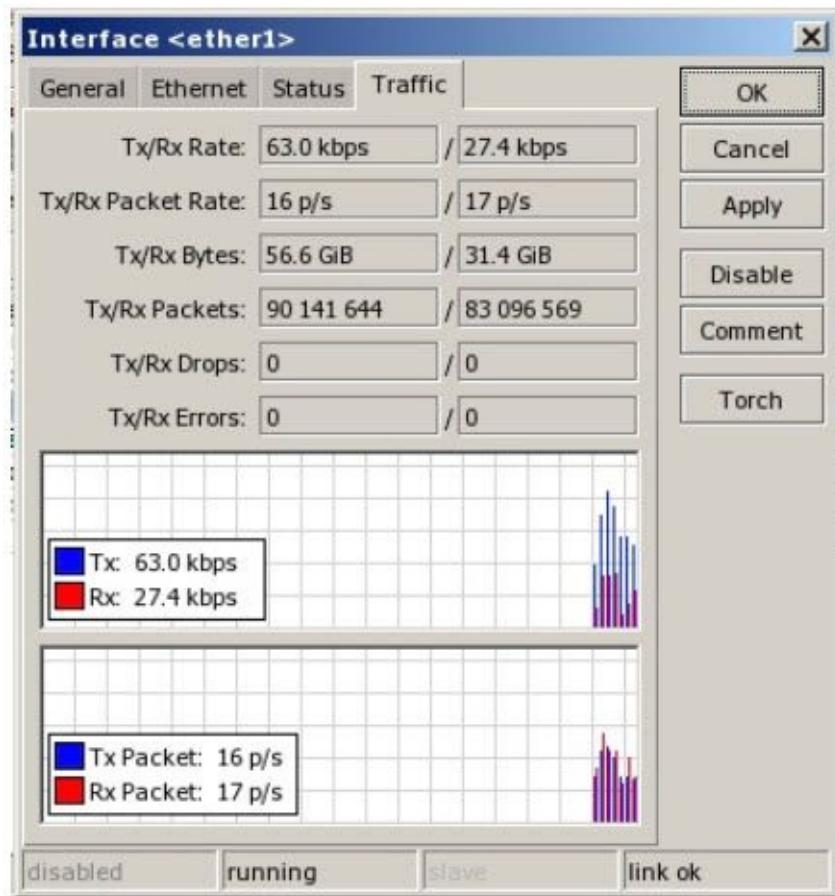 Interface <ether1>
General Ethernet Status Traffic
OK
Tx/Rx Rate: 63.0 kbps / 27.4 kbps
Cancel
Tx/Rx Packet Rate: 16 p/s / 17 p/s
Apply
Tx/Rx Bytes: 56.6 GiB / 31.4 GiB
Disable
Tx/Rx Packets: 90 141 644 / 83 096 569
Comment
Tx/Rx Drops: 0 / 0
Torch
Tx/Rx Errors: 0 / 0
Tx: 63.0 kbps
Rx: 27.4 kbps
Tx Packet: 16 p/s
Rx Packet: 17 p/s
disabled running slave link ok